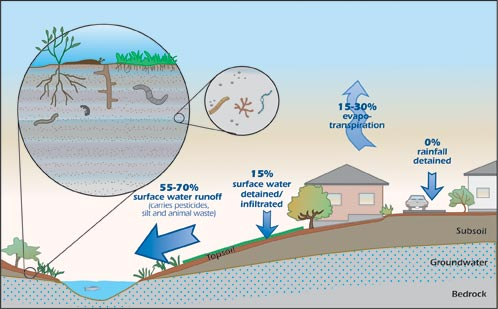 15-30%
evapo-
transpiration
0%
rainfall
detained
15%
surface water
detained/
infiltrated
55-70%
surface water runoff
(carries pesticides,
silt and animal waste)
Topsoil
Subsoil
Groundwater
Bedrock